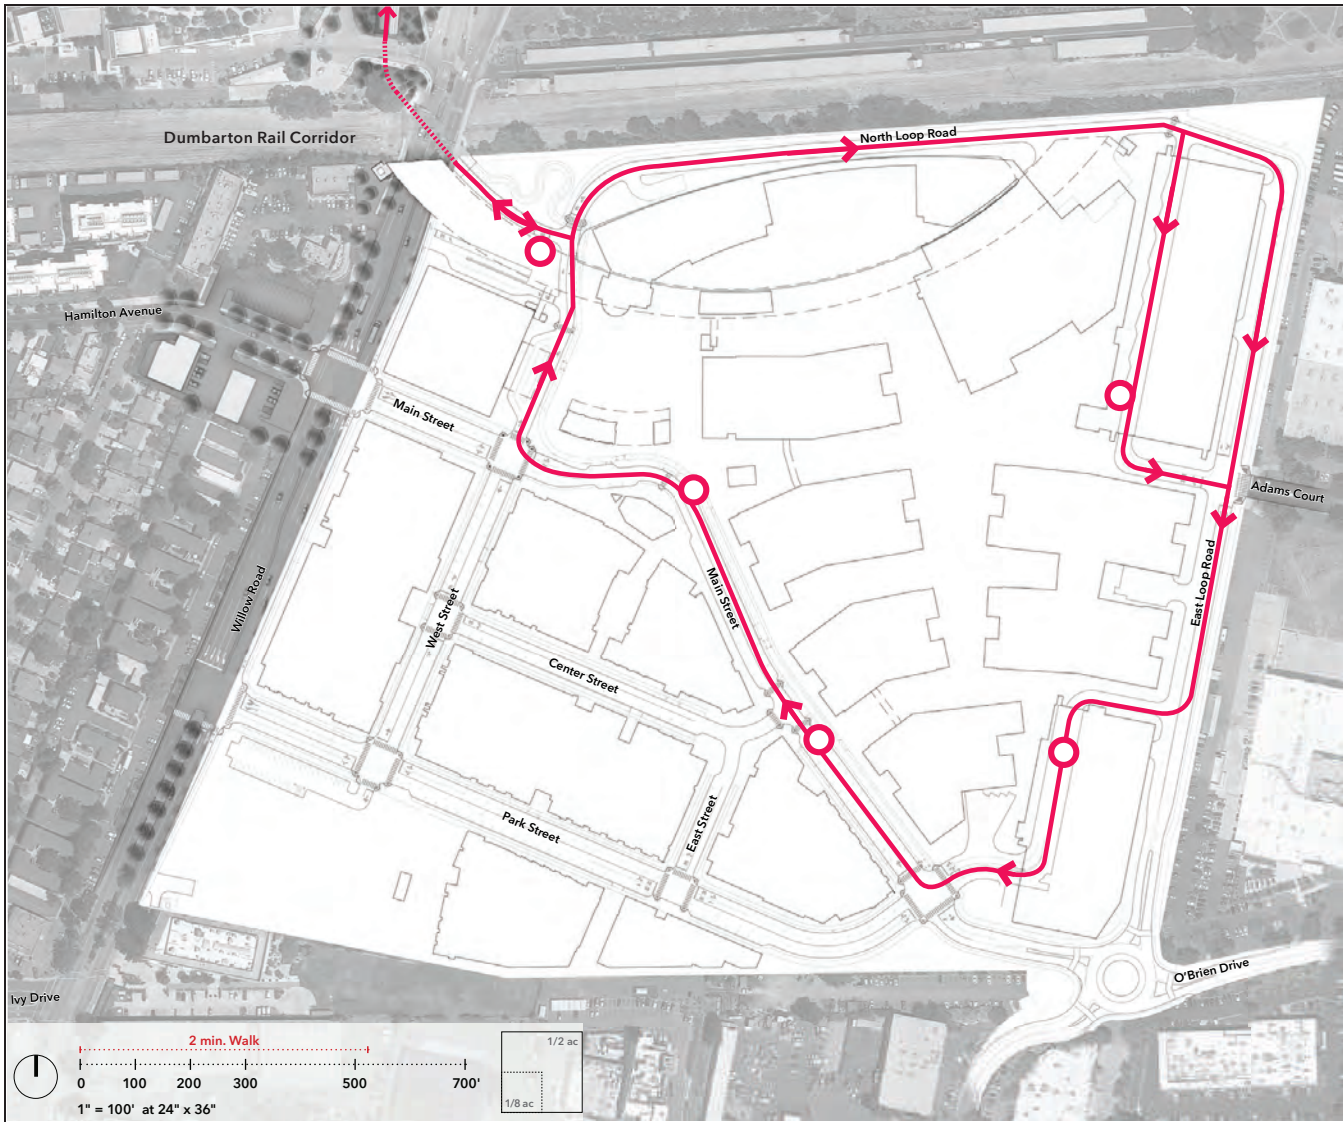 Dumbarton Rail Corridor
North Loop Road
Hamilton Avenue
Main Street
Adams Court
Willow Road
West Street
Main Street
East Loop Road
Center Street
East Street
Park Street
O'Brien Drive
Ivy Drive
2 min. Walk
0 100 200 300 500 700'
1" = 100' at 24" x 36"
1/2 ac
1/8 ac